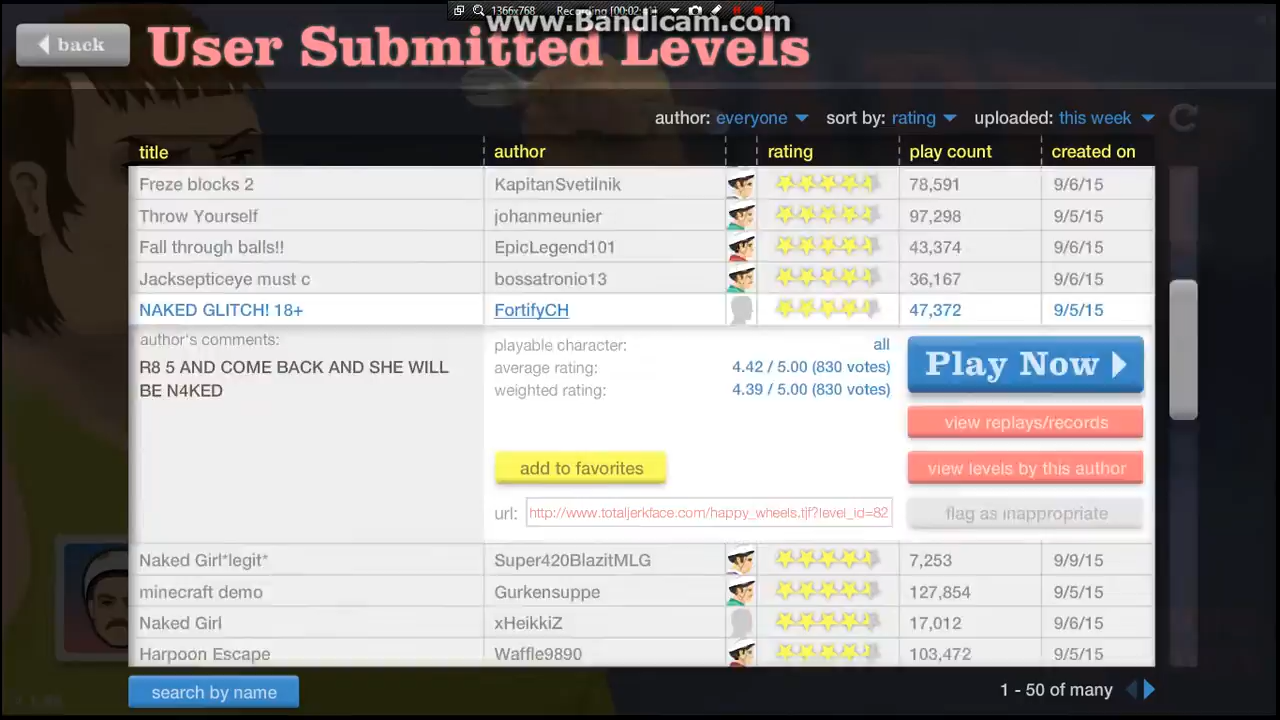 1366x768 Recording [00:02:
www.Bandicam.com
back
User Submitted Levels
author: everyone sort by: rating uploaded: this week
title author rating play count created on
Freze blocks 2 KapitanSvetilnik 78,591 9/6/15
Throw Yourself johanmeunier 97,298 9/5/15
Fall through balls!! EpicLegend101 43,374 9/6/15
Jacksepticeye must c bossatronio13 36,167 9/6/15
NAKED GLITCH! 18+ FortifyCH 47,372 9/5/15
author's comments:
R8 5 AND COME BACK AND SHE WILL
BE N4KED
playable character: all
average rating: 4.42 / 5.00 (830 votes)
weighted rating: 4.39 / 5.00 (830 votes)
Play Now
view replays/records
add to favorites
view levels by this author
url: http://www.totaljerkface.com/happy_wheels.tjf?level_id=82
flag as inappropriate
Naked Girl*legit* Super420BlazitMLG 7,253 9/9/15
minecraft demo Gurkensuppe 127,854 9/5/15
Naked Girl xHeikkiZ 17,012 9/6/15
Harpoon Escape Waffle9890 103,472 9/5/15
search by name
1 - 50 of many